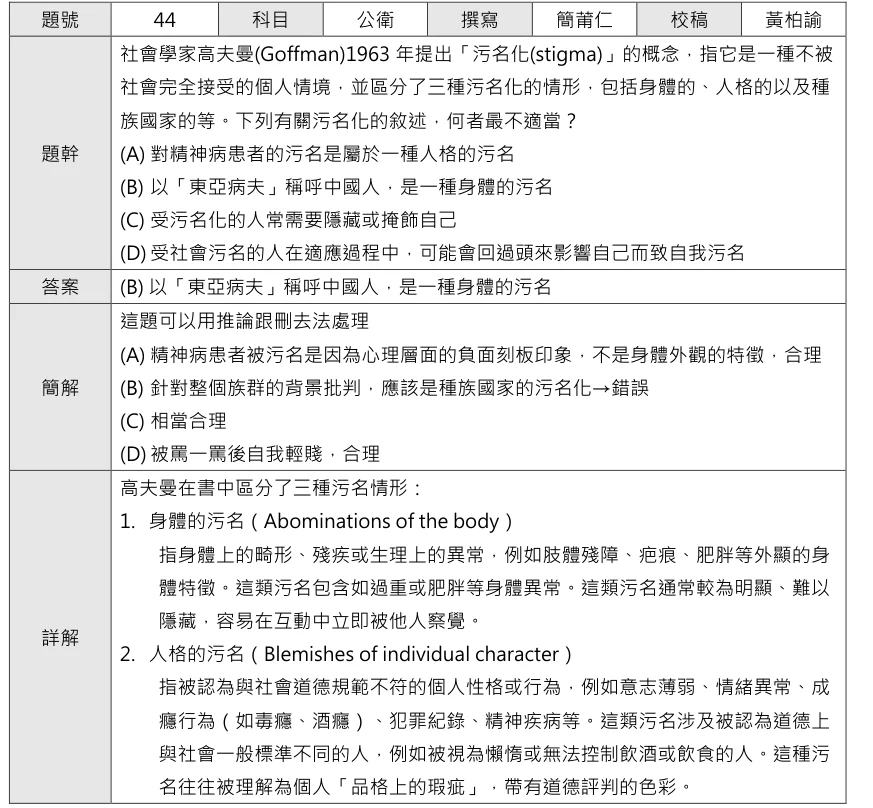 題號 44 科目 公衛 撰寫 簡莆仁 校稿 黃柏諭
題幹
社會學家高夫曼(Goffman)1963 年提出「污名化(stigma)」的概念，指它是一種不被
社會完全接受的個人情境，並區分了三種污名化的情形，包括身體的、人格的以及種
族國家的等。下列有關污名化的敘述，何者最不適當？
(A) 對精神病患者的污名是屬於一種人格的污名
(B) 以「東亞病夫」稱呼中國人，是一種身體的污名
(C) 受污名化的人常需要隱藏或掩飾自己
(D) 受社會污名的人在適應過程中，可能會回過頭來影響自己而致自我污名
答案
(B) 以「東亞病夫」稱呼中國人，是一種身體的污名
簡解
這題可以用推論跟刪去法處理
(A) 精神病患者被污名是因為心理層面的負面刻板印象，不是身體外觀的特徵，合理
(B) 針對整個族群的背景批判，應該是種族國家的污名化→錯誤
(C) 相當合理
(D) 被罵一罵後自我輕賤，合理
詳解
高夫曼在書中區分了三種污名情形：
1. 身體的污名（Abominations of the body）
指身體上的畸形、殘疾或生理上的異常，例如肢體殘障、疤痕、肥胖等外顯的身
體特徵。這類污名包含如過重或肥胖等身體異常。這類污名通常較為明顯、難以
隱藏，容易在互動中立即被他人察覺。
2. 人格的污名（Blemishes of individual character）
指被認為與社會道德規範不符的個人性格或行為，例如意志薄弱、情緒異常、成
癮行為（如毒癮、酒癮）、犯罪紀錄、精神疾病等。這類污名涉及被認為道德上
與社會一般標準不同的人，例如被視為懶惰或無法控制飲酒或飲食的人。這種污
名往往被理解為個人「品格上的瑕疵」，帶有道德評判的色彩。